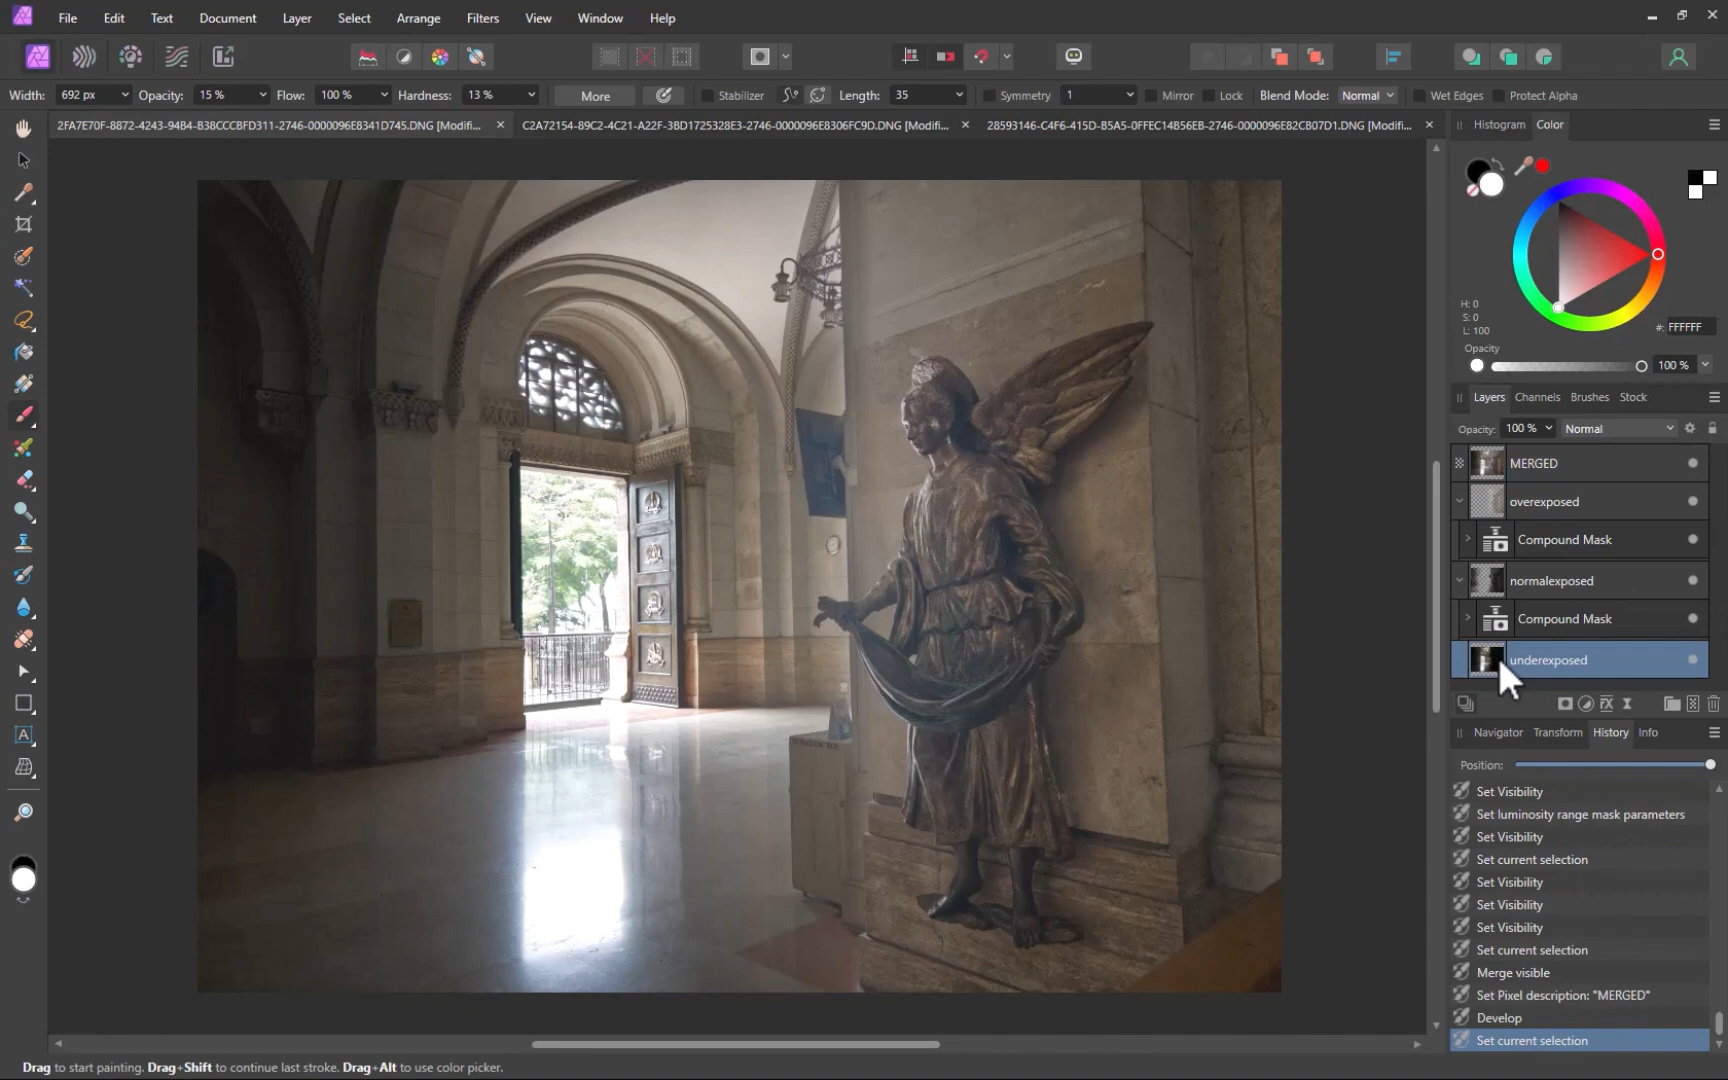 File Edit Text Document Layer Select Arrange Filters View Window Help
Width: 692 px Opacity: 15 % Flow: 100 % Hardness: 13 % More Stabilizer Length: 35 Symmetry 1 Mirror Lock Blend Mode: Normal Wet Edges Protect Alpha
2FA7E70F-8872-4243-94B4-B38CCCBFD311-2746-0000096E8341D745.DNG [Modifi... C2A72154-89C2-4C21-A22F-3BD1725328E3-2746-0000096E8306FC9D.DNG [Modifi... 28593146-C4F6-415D-B5A5-0FFEC14B56EB-2746-0000096E82CB07D1.DNG [Modifi...
Histogram Color
H: 0
S: 0
L: 100
#: FFFFFF
Opacity
100 %
Layers Channels Brushes Stock
Opacity: 100 % Normal
MERGED
overexposed
Compound Mask
normalexposed
Compound Mask
underexposed
Navigator Transform History Info
Position:
Set Visibility
Set luminosity range mask parameters
Set Visibility
Set current selection
Set Visibility
Set Visibility
Set Visibility
Set current selection
Merge visible
Set Pixel description: "MERGED"
Develop
Set current selection
Drag to start painting. Drag+Shift to continue last stroke. Drag+Alt to use color picker.